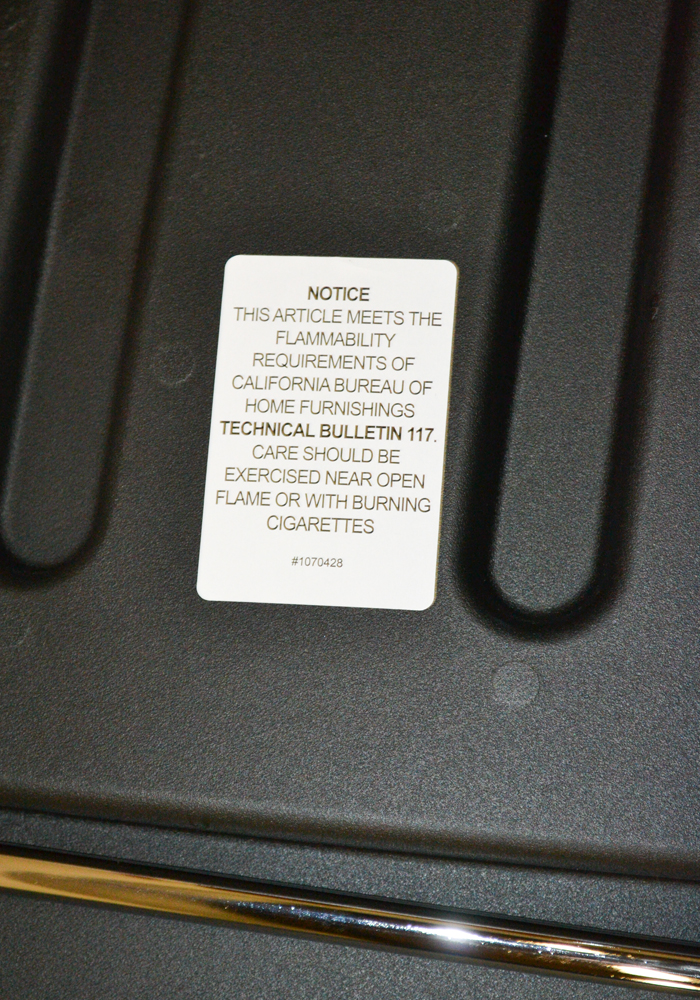 NOTICE
THIS ARTICLE MEETS THE
FLAMMABILITY
REQUIREMENTS OF
CALIFORNIA BUREAU OF
HOME FURNISHINGS
TECHNICAL BULLETIN 117.
CARE SHOULD BE
EXERCISED NEAR OPEN
FLAME OR WITH BURNING
CIGARETTES
#1070428